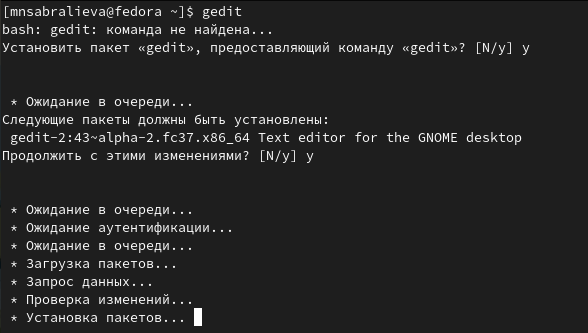 [mnsabralieva@fedora ~]$ gedit
bash: gedit: команда не найдена...
Установить пакет «gedit», предоставляющий команду «gedit»? [N/y] y
* Ожидание в очереди...
Следующие пакеты должны быть установлены:
gedit-2:43~alpha-2.fc37.x86_64 Text editor for the GNOME desktop
Продолжить с этими изменениями? [N/y] y
* Ожидание в очереди...
* Ожидание аутентификации...
* Ожидание в очереди...
* Загрузка пакетов...
* Запрос данных...
* Проверка изменений...
* Установка пакетов...